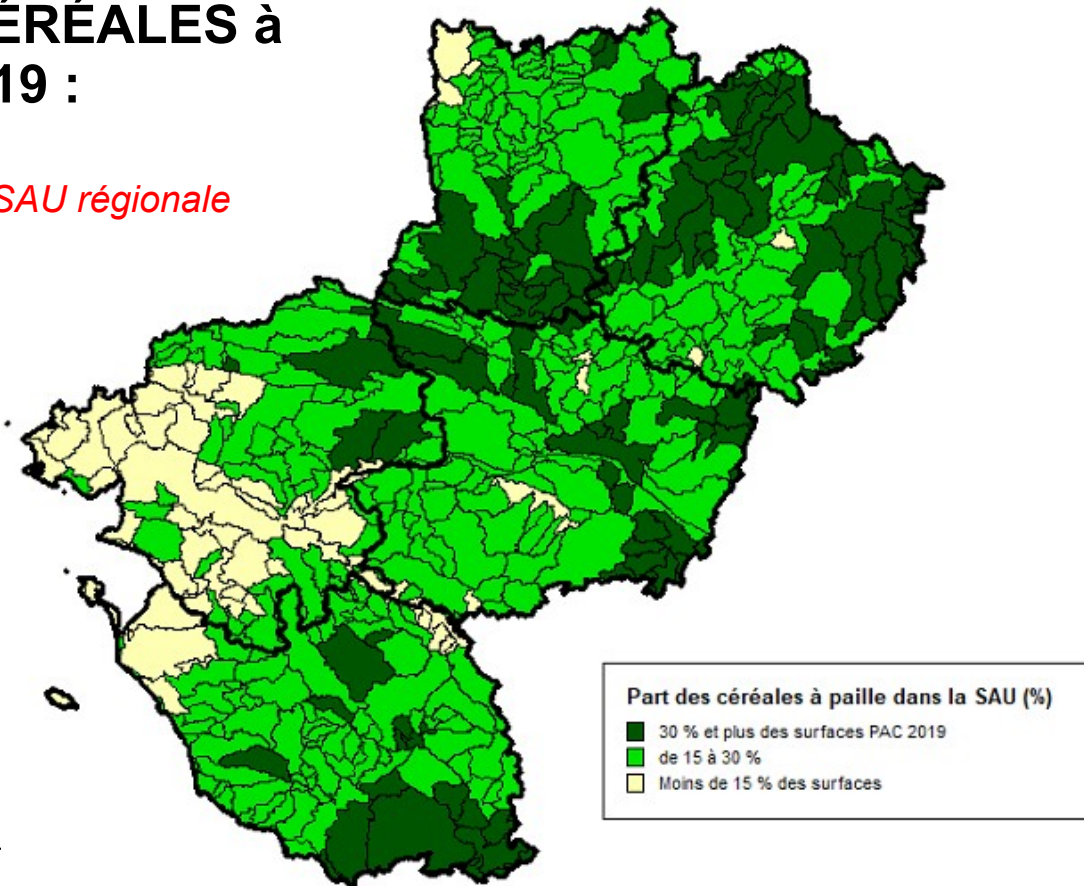 ÉRÉALES à
19 :
SAU régionale
Part des céréales à paille dans la SAU (%)
30 % et plus des surfaces PAC 2019
de 15 à 30 %
Moins de 15 % des surfaces